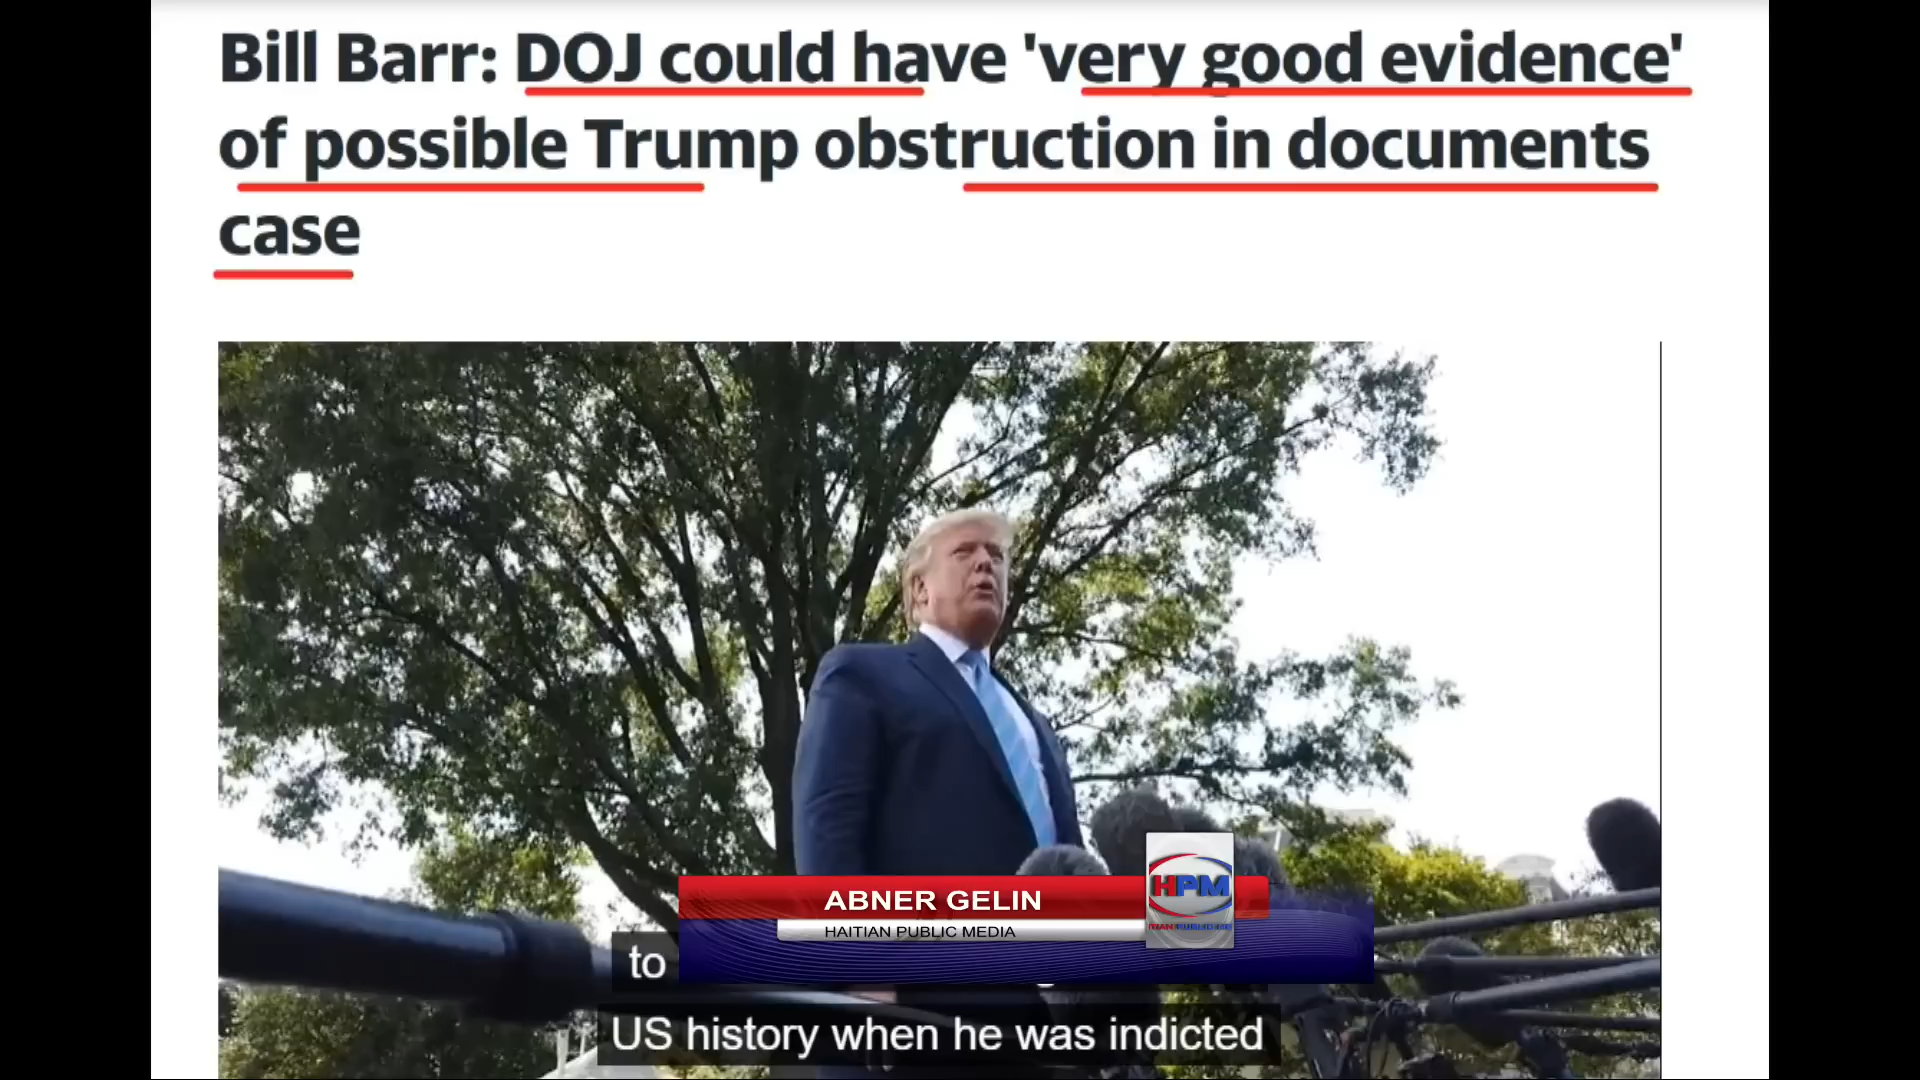 Bill Barr: DOJ could have 'very good evidence'
of possible Trump obstruction in documents
case
ABNER GELIN
HPM
HAITIAN PUBLIC MEDIA
to
US history when he was indicted